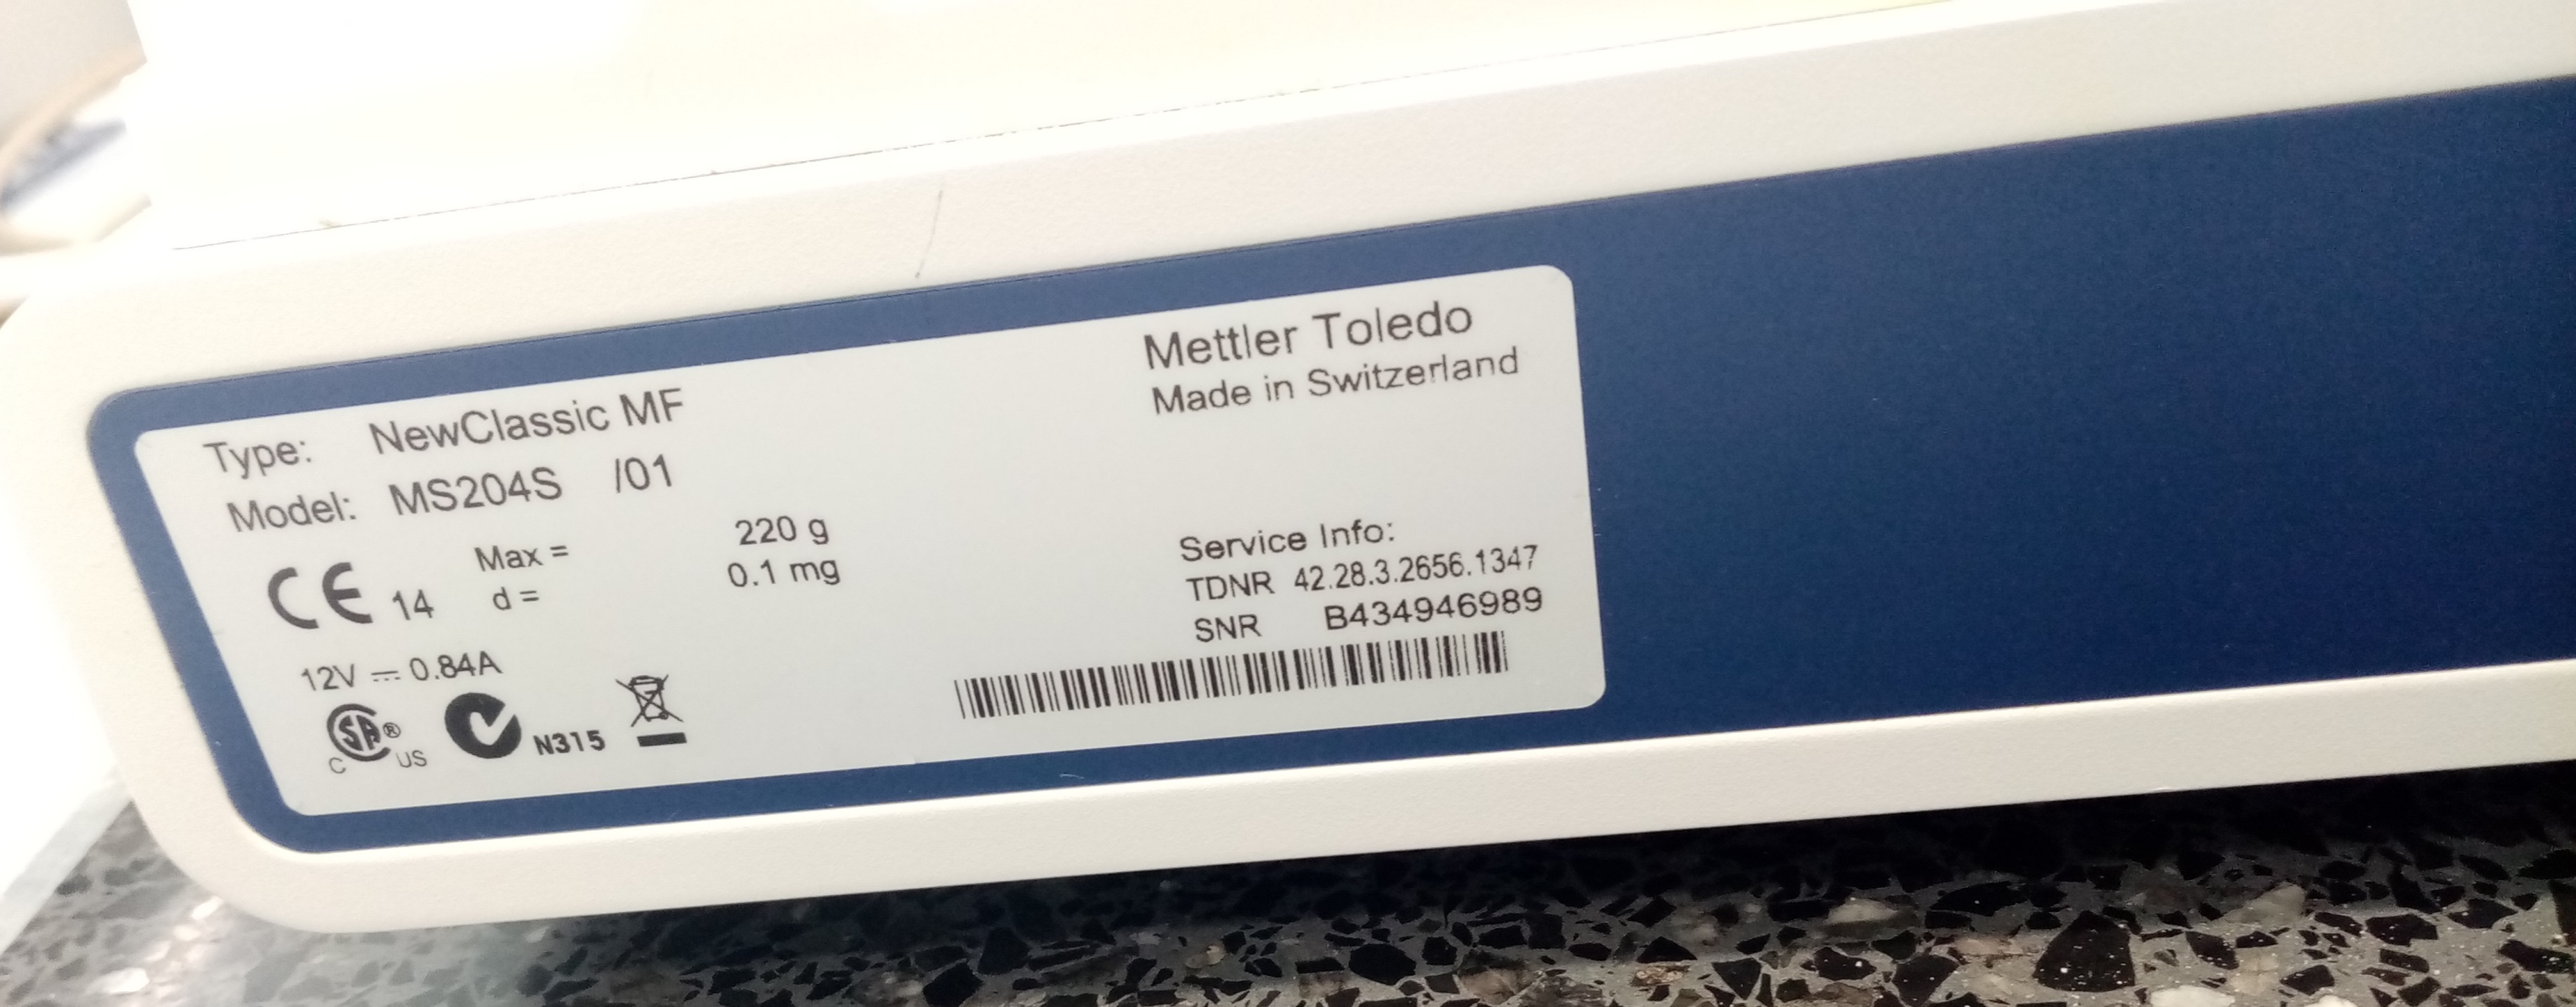 Type: NewClassic MF
Model: MS204S /01
CE 14
Max = 220 g
d = 0.1 mg
12V ⎓ 0.84A
C SA ® US
N315
Mettler Toledo
Made in Switzerland
Service Info:
TDNR 42.28.3.2656.1347
SNR B434946989